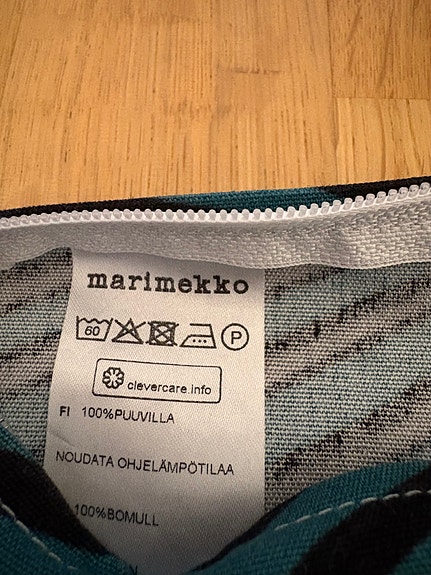 marimekko
60 P
clevercare.info
FI 100%PUUVILLA
NOUDATA OHJELÄMPÖTILAA
100%BOMULL